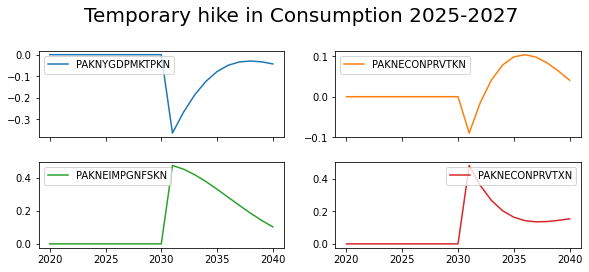 Temporary hike in Consumption 2025-2027
0.0
−0.1
−0.2
−0.3
PAKNYGDPMKTPKN
0.1
0.0
−0.1
PAKNECONPRVTKN
0.4
0.2
0.0
PAKNEIMPGNFSKN
2020 2025 2030 2035 2040
0.4
0.2
0.0
PAKNECONPRVTXN
2020 2025 2030 2035 2040